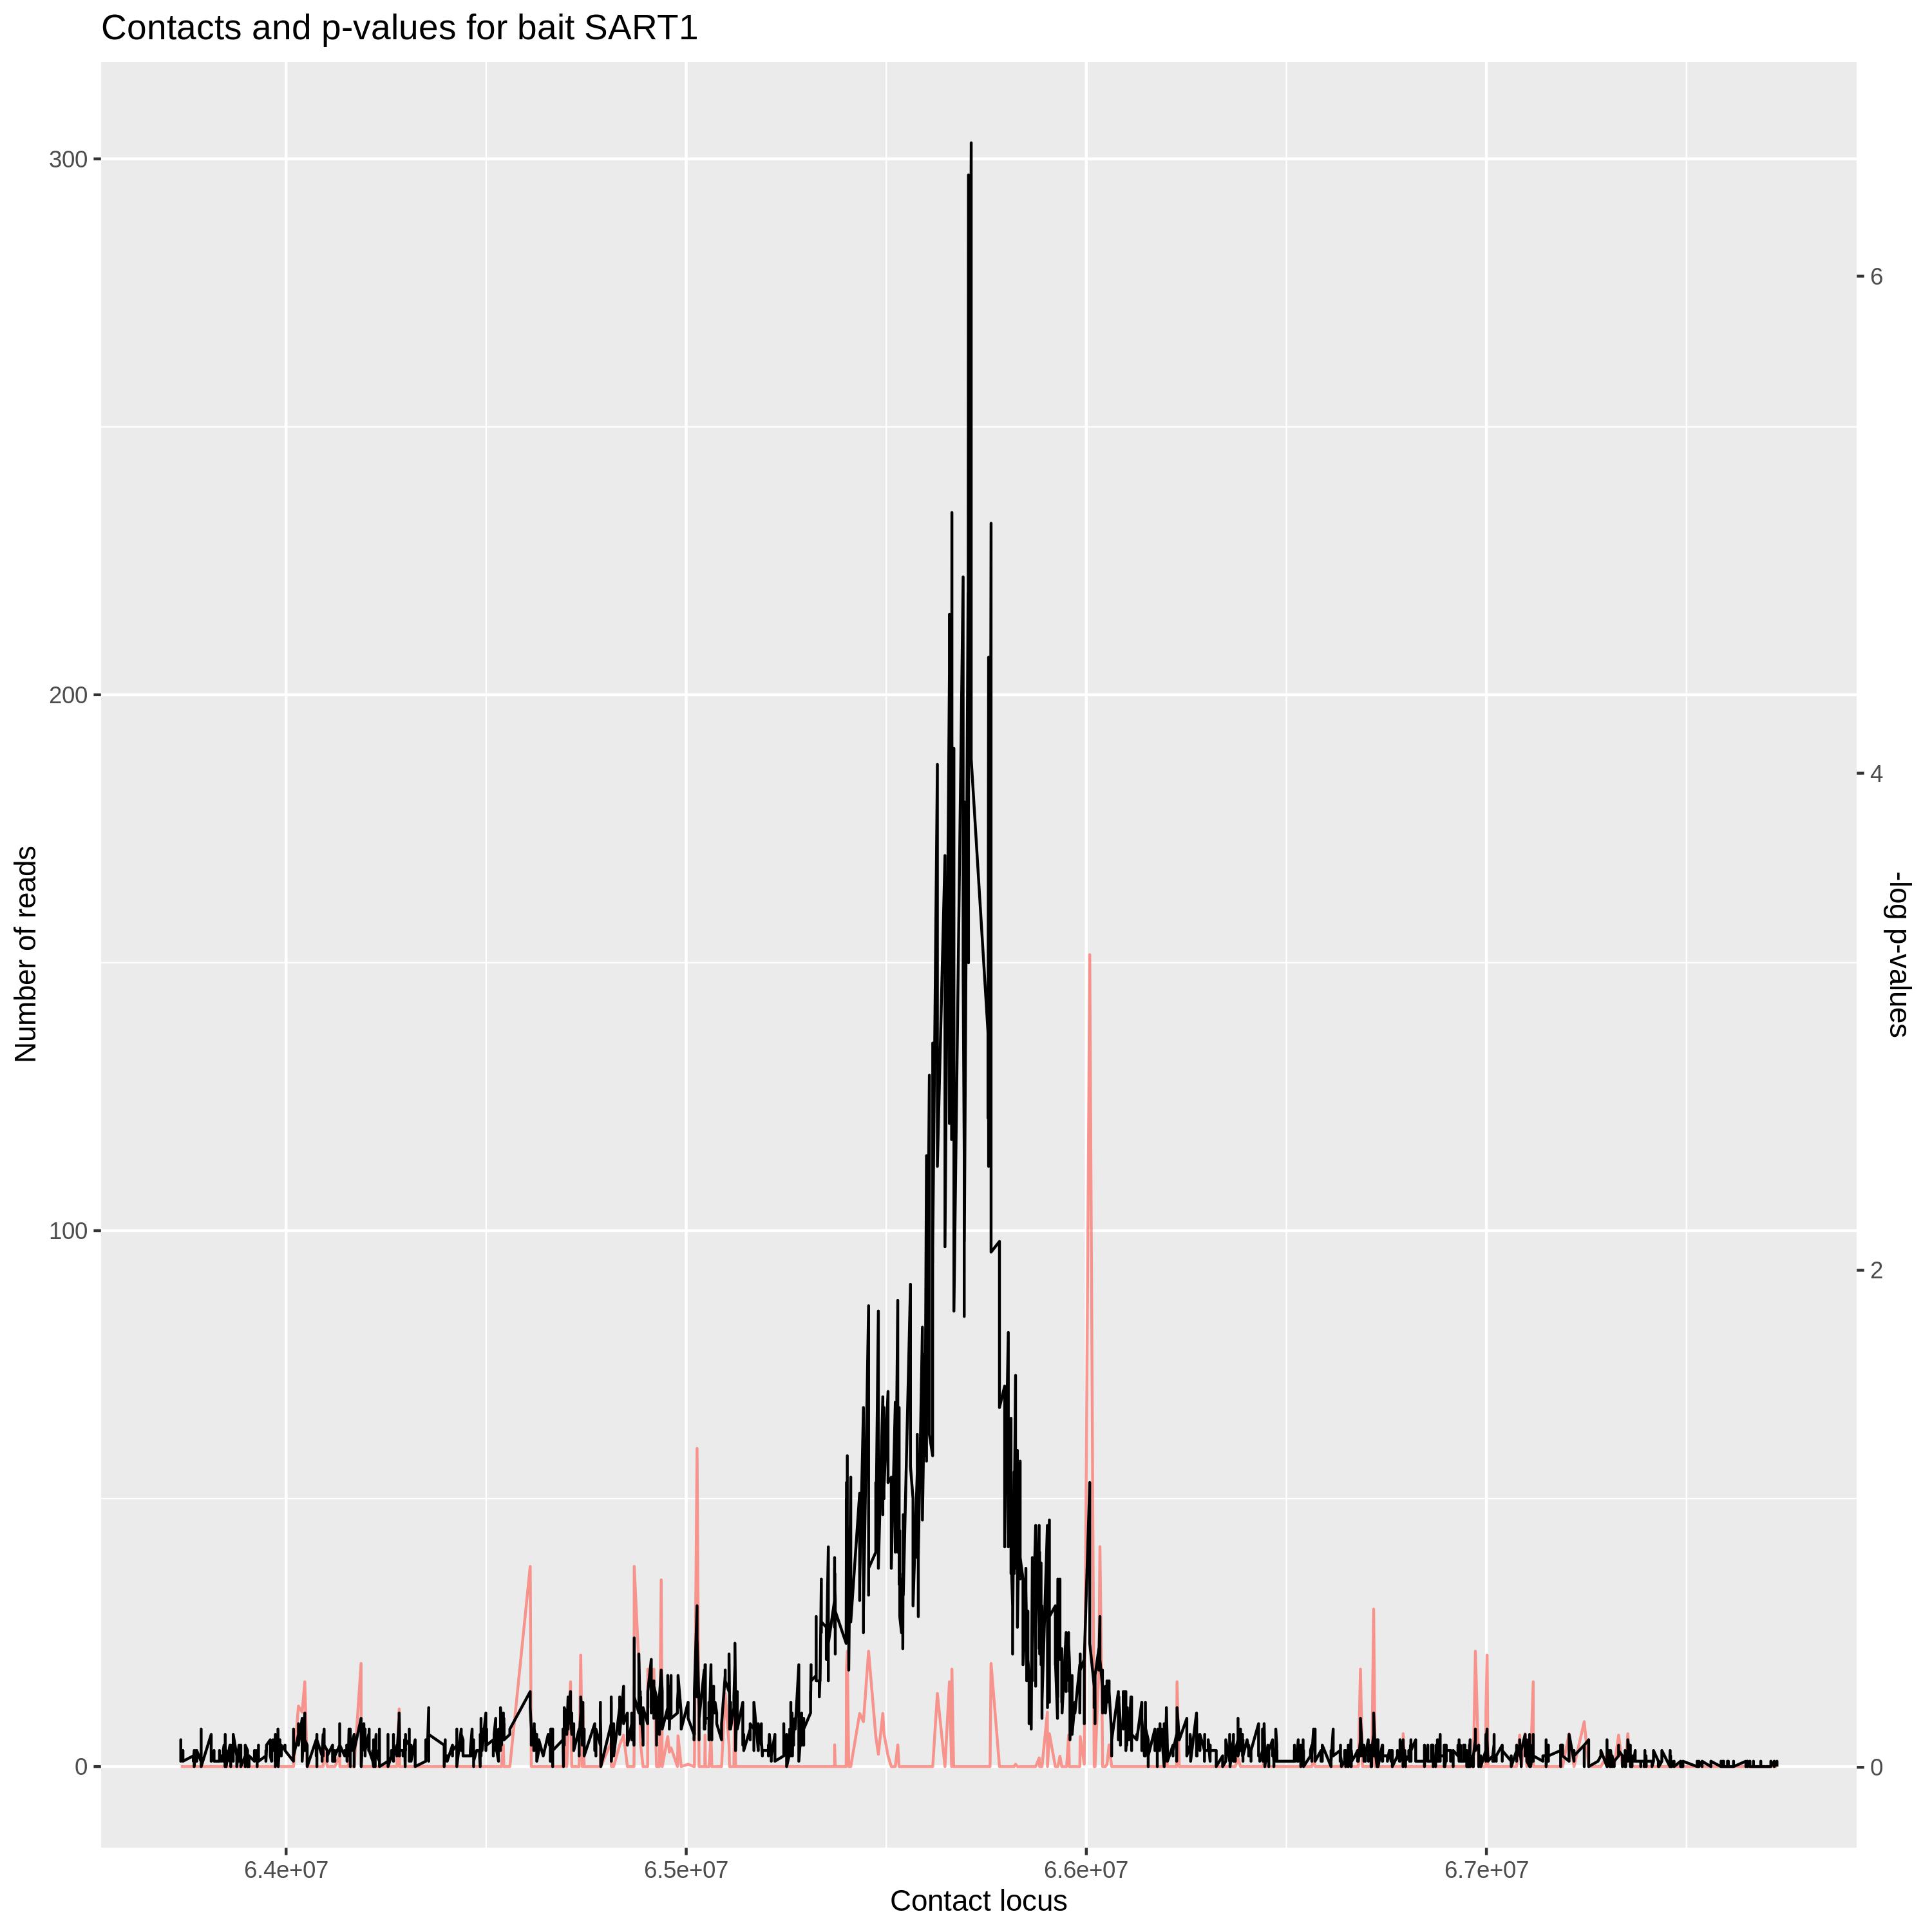 Contacts and p-values for bait SART1
300
200
100
0
6
4
2
0
Number of reads
-log p-values
6.4e+07
6.5e+07
6.6e+07
6.7e+07
Contact locus